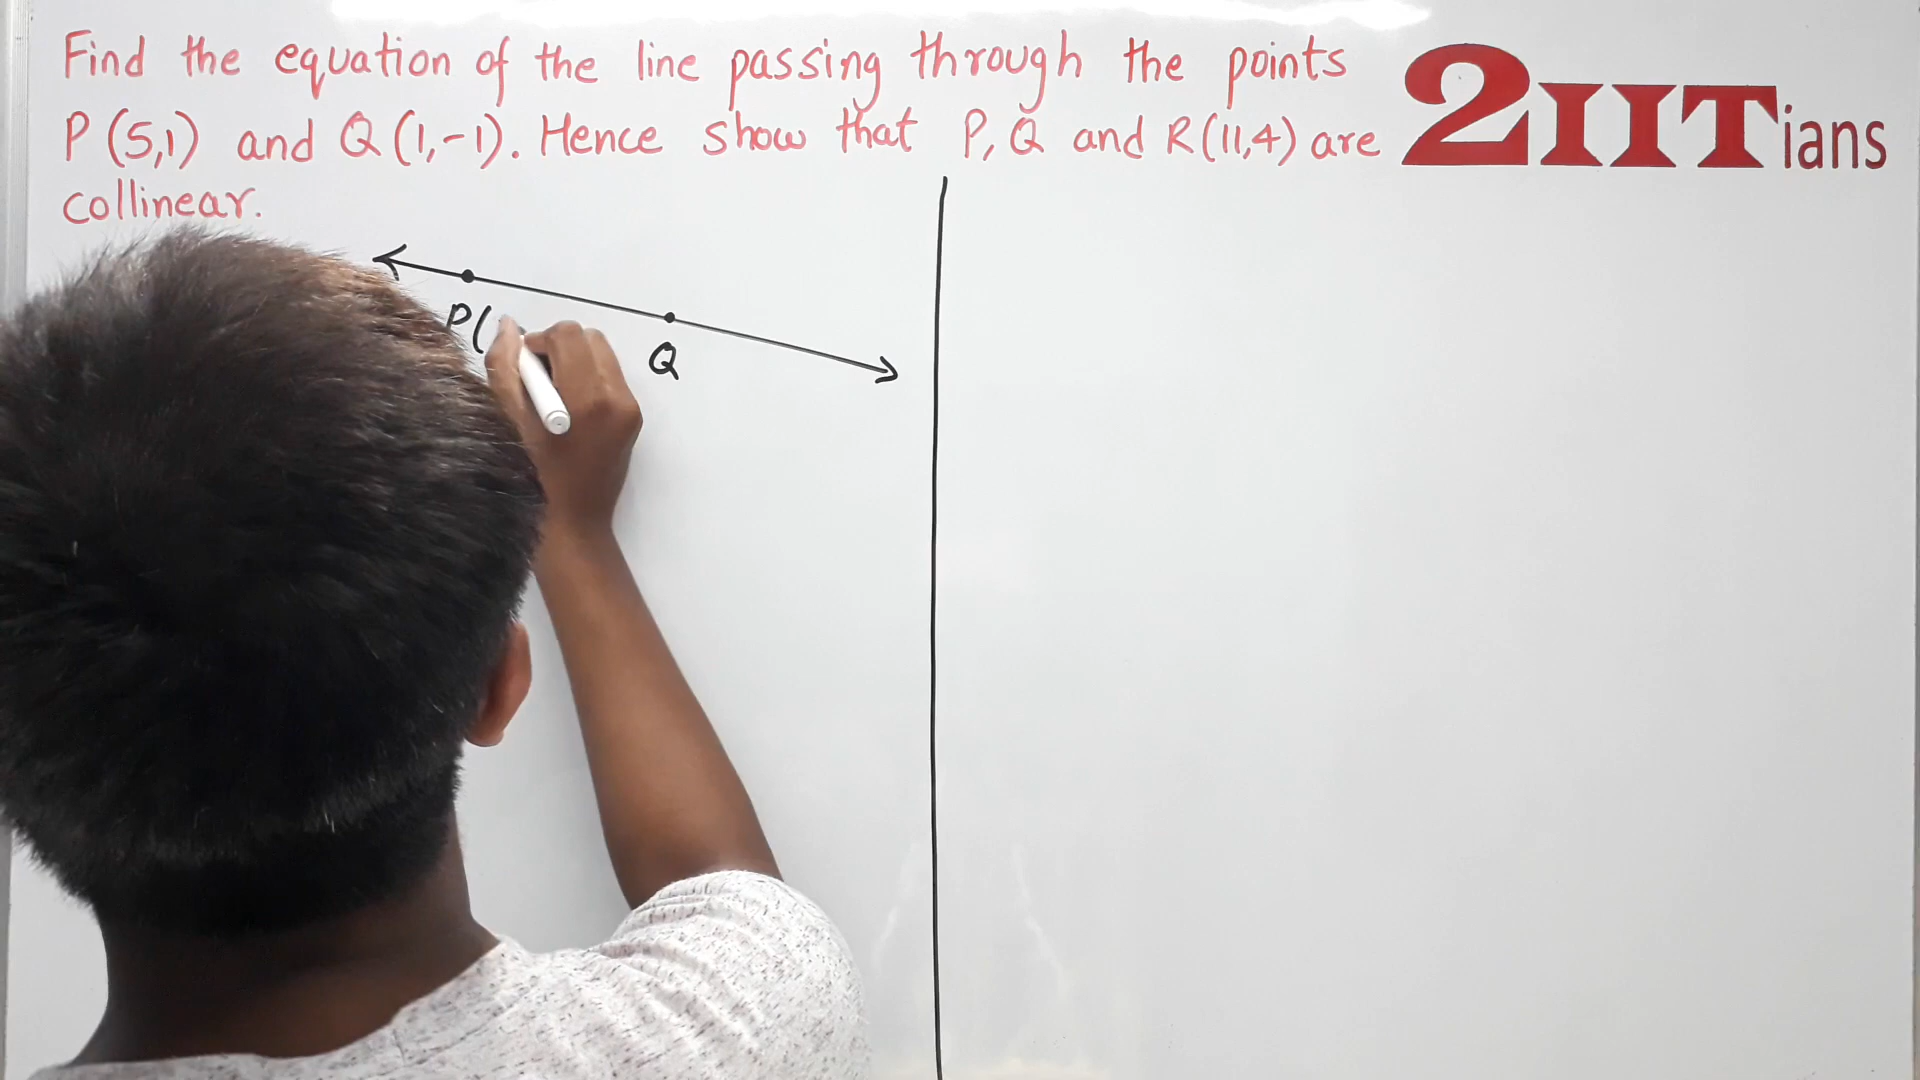 Find the equation of the line passing through the points
P (5,1) and Q (1,-1). Hence show that P, Q and R(11,4) are
collinear.
2IITians
P(
Q